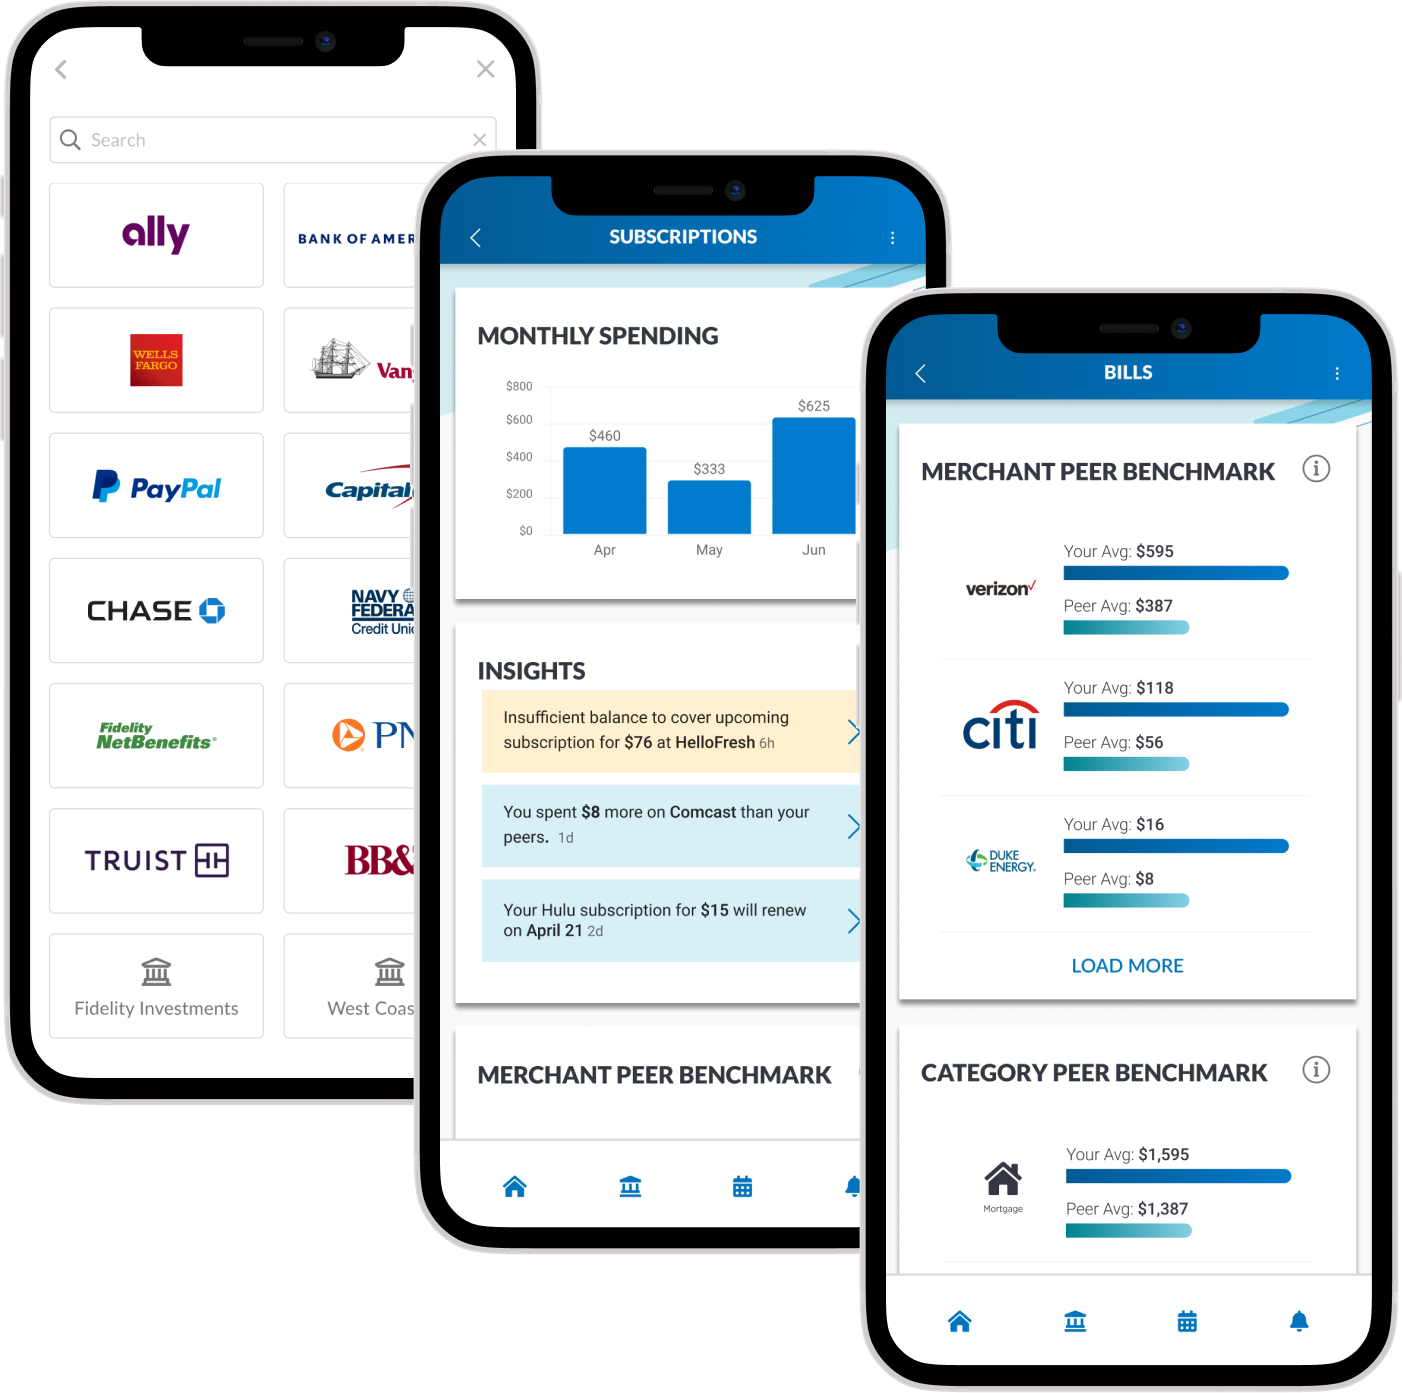 Search
ally
BANK OF AMER
WELLS
FARGO
Van
PayPal
Capital
CHASE
NAVY
FEDERA
Credit Unio
Fidelity
NetBenefits
PN
TRUIST
BB&
Fidelity Investments
West Coas
SUBSCRIPTIONS
MONTHLY SPENDING
$800
$600
$400
$200
$0
$460
$333
$625
Apr
May
Jun
INSIGHTS
Insufficient balance to cover upcoming
subscription for $76 at HelloFresh 6h
You spent $8 more on Comcast than your
peers. 1d
Your Hulu subscription for $15 will renew
on April 21 2d
MERCHANT PEER BENCHMARK
BILLS
MERCHANT PEER BENCHMARK
verizon
Your Avg: $595
Peer Avg: $387
citi
Your Avg: $118
Peer Avg: $56
DUKE
ENERGY
Your Avg: $16
Peer Avg: $8
LOAD MORE
CATEGORY PEER BENCHMARK
Mortgage
Your Avg: $1,595
Peer Avg: $1,387